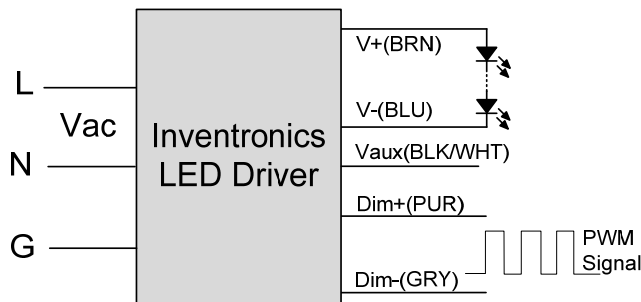 L
Vac
N
G
Inventronics
LED Driver
V+(BRN)
V-(BLU)
Vaux(BLK/WHT)
Dim+(PUR)
Dim-(GRY)
PWM
Signal